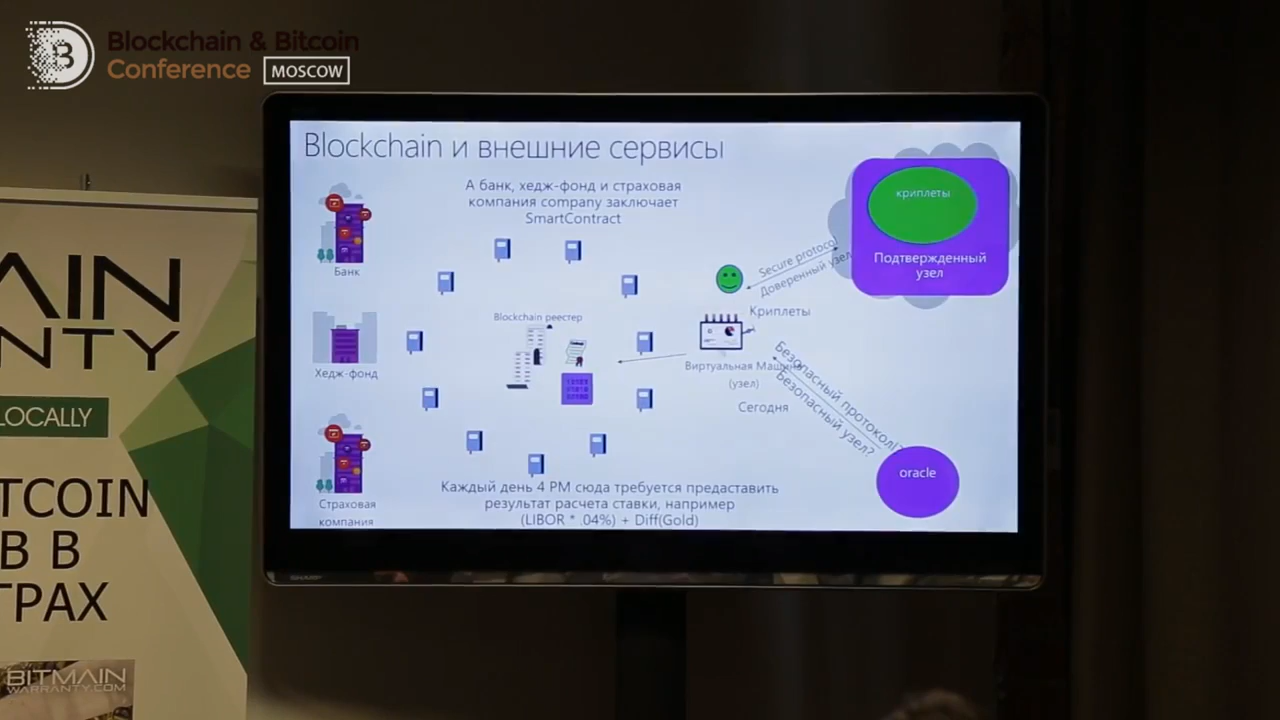 Blockchain & Bitcoin
Conference MOSCOW
AIN
NTY
LOCALLY
TCOIN
В В
ТРАХ
BITMAIN
WARRANTY.COM
Blockchain и внешние сервисы
А банк, хедж-фонд и страховая
компания company заключает
SmartContract
Банк
Хедж-фонд
Страховая
компания
Blockchain реестер
Виртуальная Машина
(узел)
Сегодня
Криплеты
Secure protocol
Доверенный узел
криплеты
Подтвержденный
узел
Безопасный протокол!?
Безопасный узел?
oracle
Каждый день 4 PM сюда требуется предаставить
результат расчета ставки, например
(LIBOR * .04%) + Diff(Gold)
SHARP